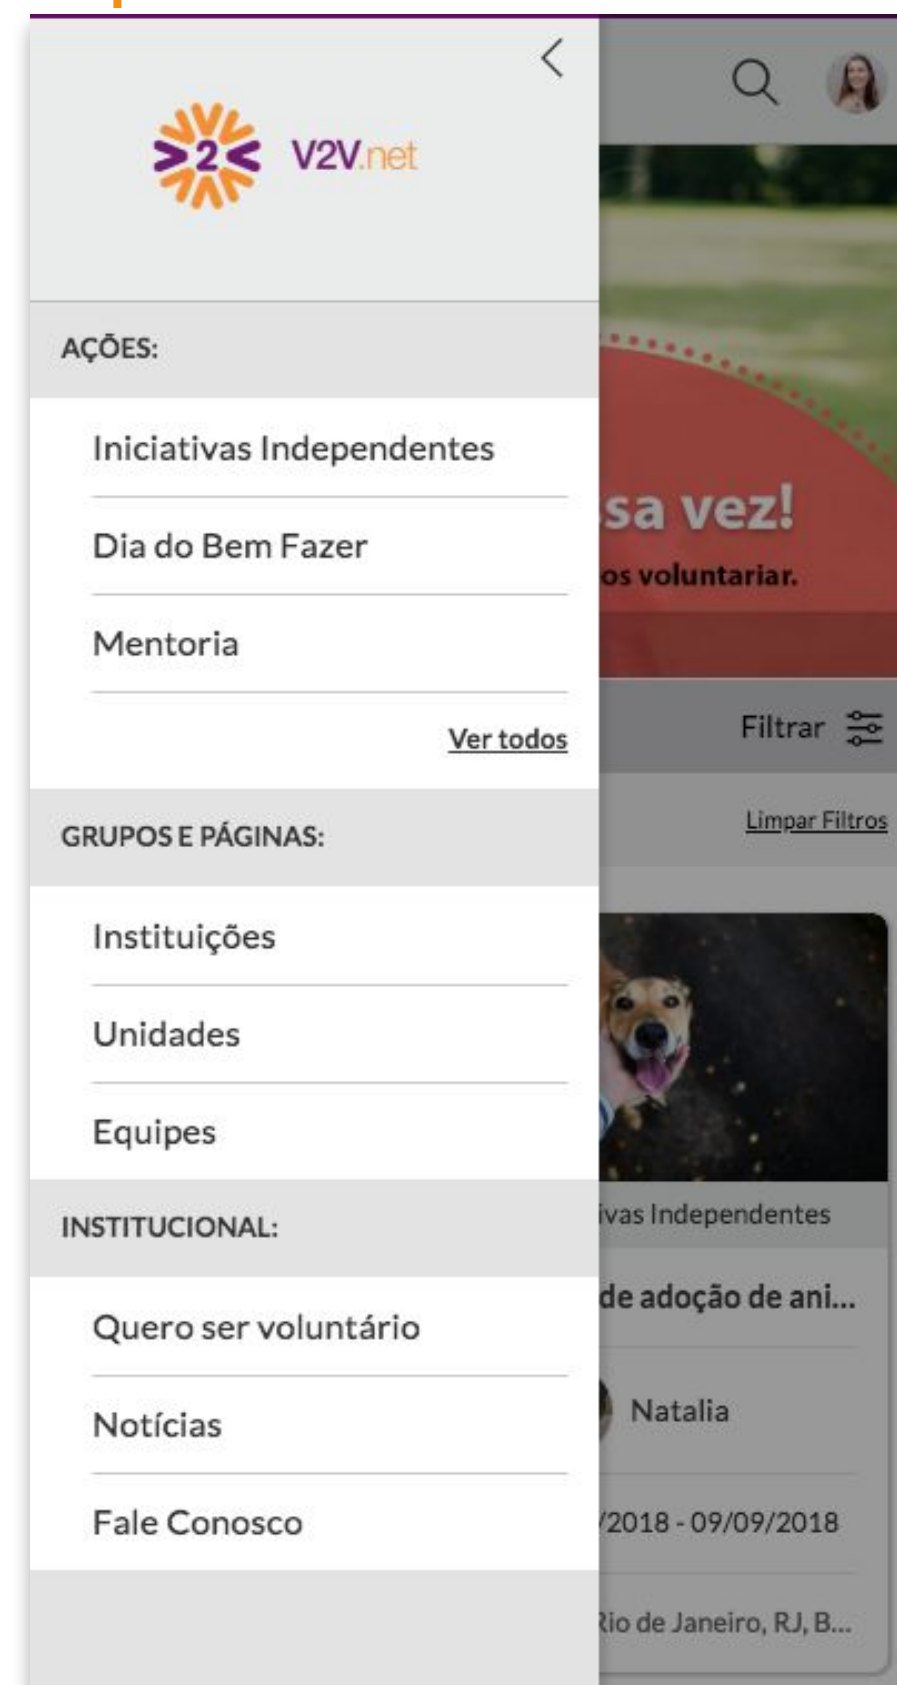 >2<
V2V.net
AÇÕES:
Iniciativas Independentes
Dia do Bem Fazer
Mentoria
Ver todos
GRUPOS E PÁGINAS:
Instituições
Unidades
Equipes
INSTITUCIONAL:
Quero ser voluntário
Notícias
Fale Conosco
sa vez!
os voluntariar.
Filtrar
Limpar Filtros
ivas Independentes
de adoção de ani...
Natalia
/2018 - 09/09/2018
Rio de Janeiro, RJ, B...